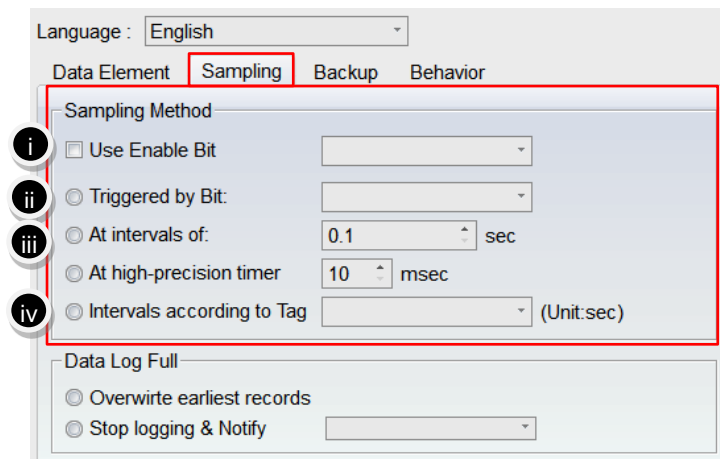 Language : English
Data Element Sampling Backup Behavior
Sampling Method
i Use Enable Bit
ii Triggered by Bit:
iii At intervals of: 0.1 sec
At high-precision timer 10 msec
iv Intervals according to Tag (Unit:sec)
Data Log Full
Overwirte earliest records
Stop logging & Notify